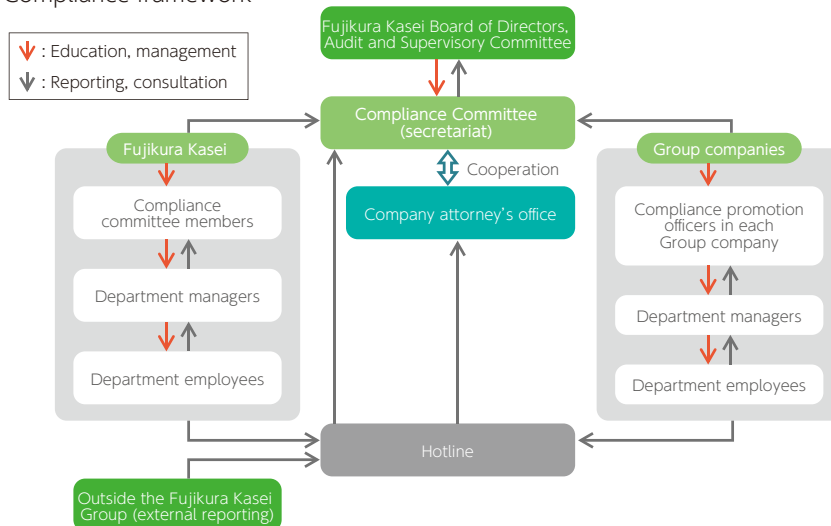 Compliance framework
: Education, management
: Reporting, consultation
Fujikura Kasei Board of Directors,
Audit and Supervisory Committee
Compliance Committee
(secretariat)
Cooperation
Company attorney's office
Fujikura Kasei
Compliance
committee members
Department managers
Department employees
Group companies
Compliance promotion
officers in each
Group company
Department managers
Department employees
Hotline
Outside the Fujikura Kasei
Group (external reporting)